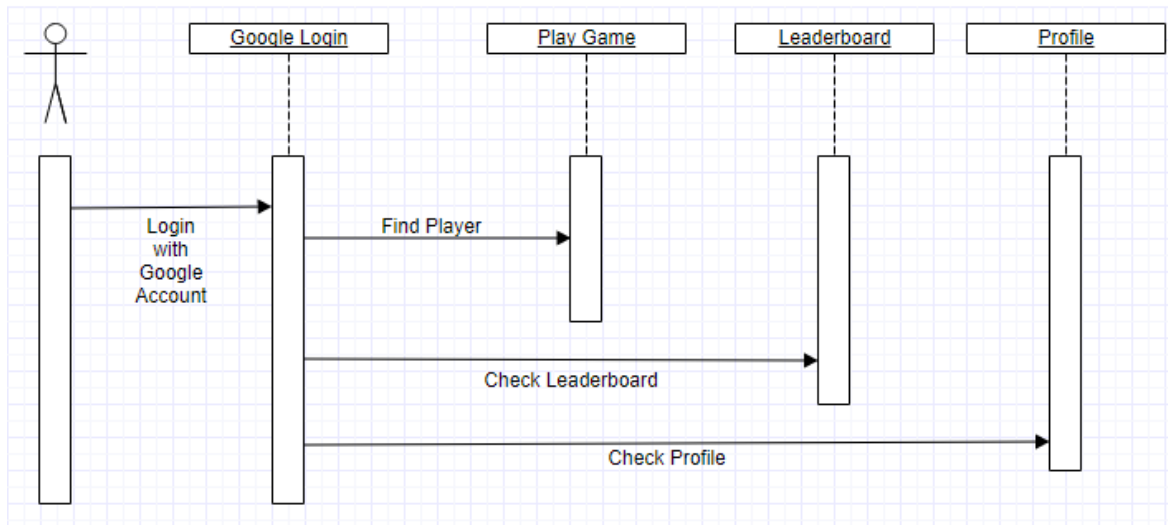 Google Login
Play Game
Leaderboard
Profile
Login
with
Google
Account
Find Player
Check Leaderboard
Check Profile